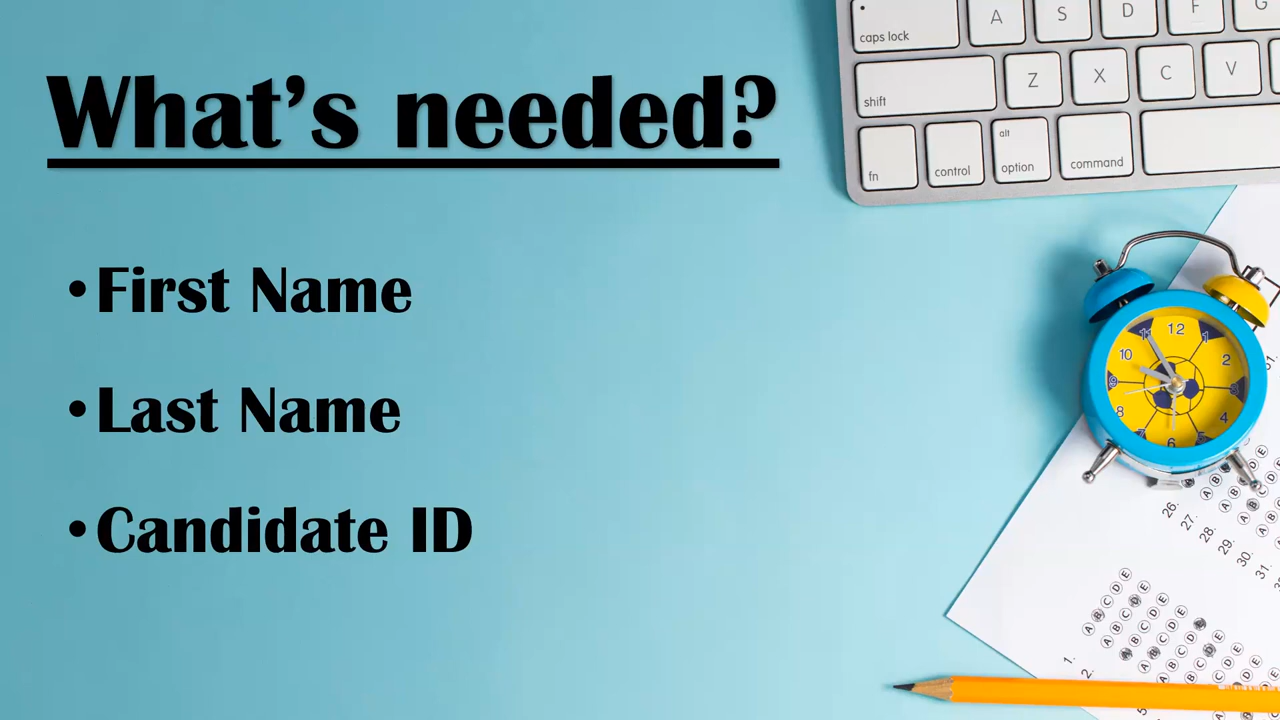 What's needed?
• First Name
• Last Name
• Candidate ID
caps lock
A
S
D
F
G
shift
Z
X
C
V
fn
control
alt
option
command
12
11
1
10
2
9
8
4
7
6
26.
27.
28.
29.
30.
31.
1.
2.
A B C D E